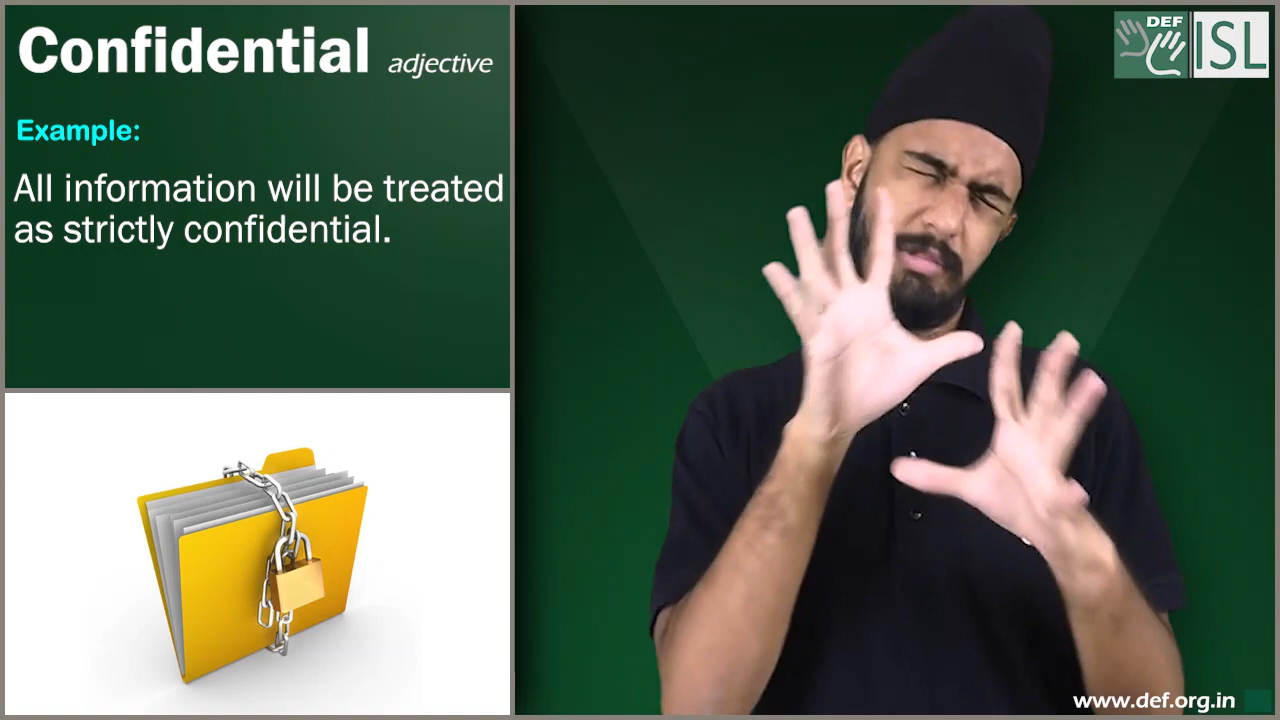 Confidential adjective
Example:
All information will be treated
as strictly confidential.
DEF
ISL
www.def.org.in